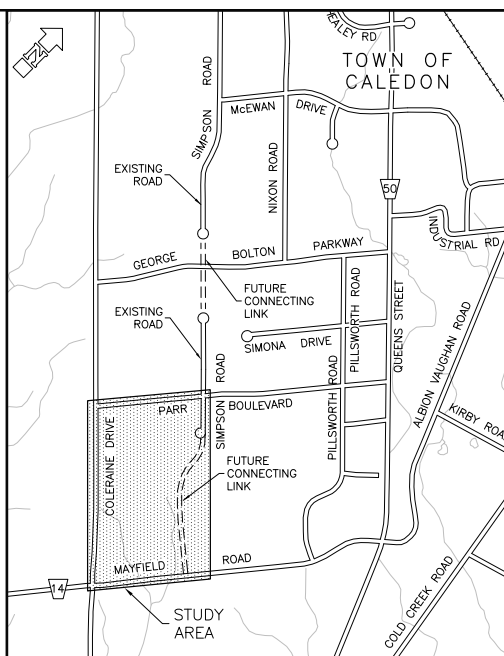 HEALEY RD
TOWN OF
CALEDON
N
SIMPSON ROAD
McEWAN DRIVE
EXISTING
ROAD
NIXON ROAD
50
INDUSTRIAL RD
GEORGE BOLTON PARKWAY
FUTURE
CONNECTING
LINK
PILLSWORTH ROAD
QUEENS STREET
EXISTING
ROAD
SIMONA DRIVE
ALBION VAUGHAN ROAD
SIMPSON ROAD
PARR BOULEVARD
PILLSWORTH ROAD
KIRBY ROA
COLERAINE DRIVE
FUTURE
CONNECTING
LINK
MAYFIELD ROAD
14
STUDY
AREA
COLD CREEK ROAD